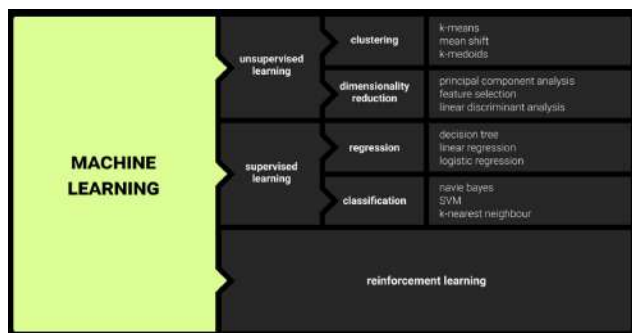 MACHINE
LEARNING
unsupervised
learning
clustering
k-means
mean shift
k-medoids
dimensionality
reduction
principal component analysis
feature selection
linear discriminant analysis
supervised
learning
regression
decision tree
linear regression
logistic regression
classification
navie bayes
SVM
k-nearest neighbour
reinforcement learning